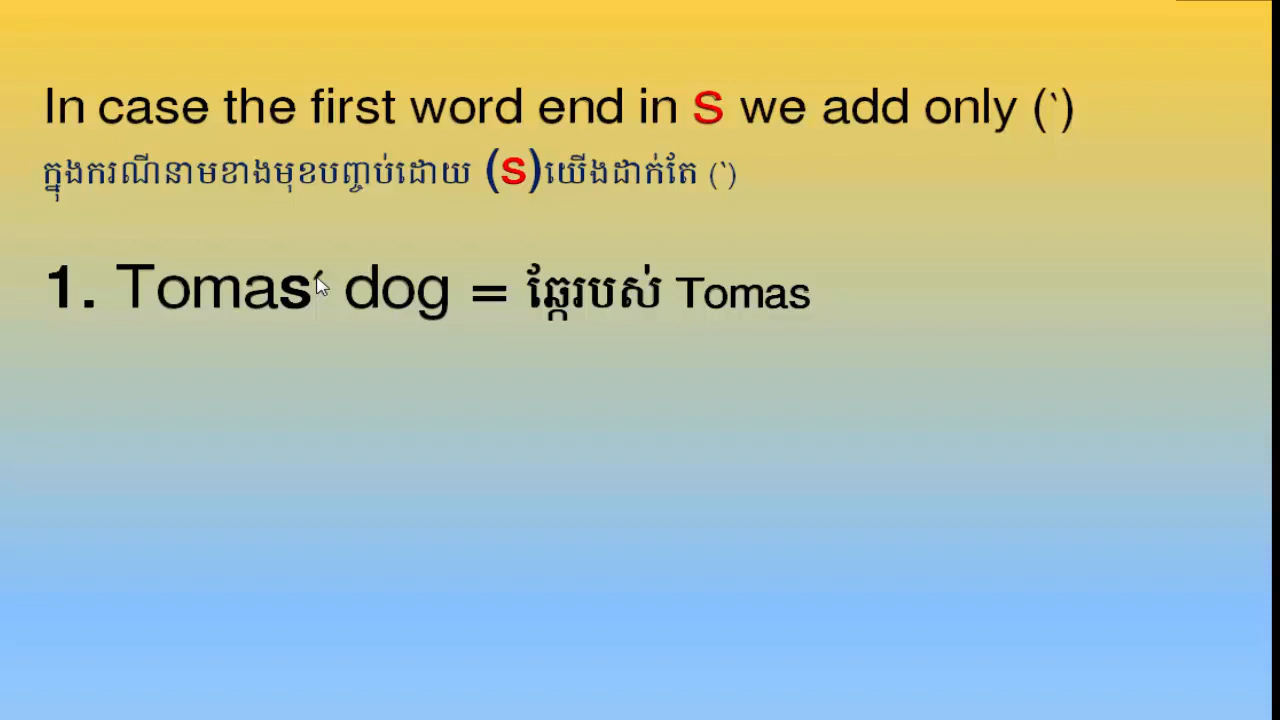 In case the first word end in S we add only (`)
ក្នុងករណីនាមខាងមុខបញ្ចប់ដោយ (s)យើងដាក់តែ (`)
1. Tomas‘ dog = ឆ្កែរបស់ Tomas